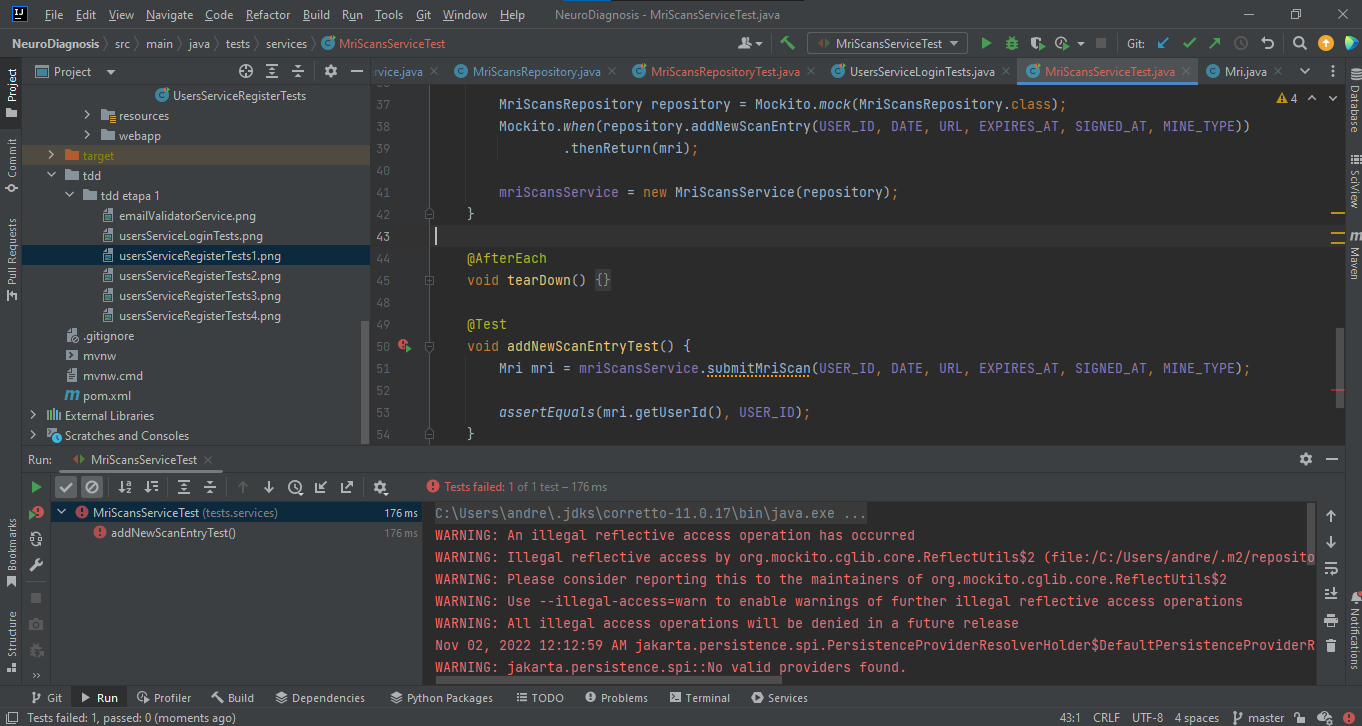 File Edit View Navigate Code Refactor Build Run Tools Git Window Help NeuroDiagnosis - MriScansServiceTest.java
NeuroDiagnosis src main java tests services MriScansServiceTest MriScansServiceTest Git:
Project rvice.java MriScansRepository.java MriScansRepositoryTest.java UsersServiceLoginTests.java MriScansServiceTest.java Mri.java
Project
Commit
Pull Requests
Bookmarks
Structure
UsersServiceRegisterTests
resources
webapp
target
tdd
tdd etapa 1
emailValidatorService.png
usersServiceLoginTests.png
usersServiceRegisterTests1.png
usersServiceRegisterTests2.png
usersServiceRegisterTests3.png
usersServiceRegisterTests4.png
.gitignore
mvnw
mvnw.cmd
pom.xml
External Libraries
Scratches and Consoles
4
37 MriScansRepository repository = Mockito.mock(MriScansRepository.class);
38 Mockito.when(repository.addNewScanEntry(USER_ID, DATE, URL, EXPIRES_AT, SIGNED_AT, MINE_TYPE))
39 .thenReturn(mri);
40
41 mriScansService = new MriScansService(repository);
42 }
43
44 @AfterEach
45 void tearDown() {}
48
49 @Test
50 void addNewScanEntryTest() {
51 Mri mri = mriScansService.submitMriScan(USER_ID, DATE, URL, EXPIRES_AT, SIGNED_AT, MINE_TYPE);
52
53 assertEquals(mri.getUserId(), USER_ID);
54 }
Database
SciView
Maven
Notifications
Run: MriScansServiceTest
Tests failed: 1 of 1 test – 176 ms
MriScansServiceTest (tests.services) 176 ms
addNewScanEntryTest() 176 ms
C:\Users\andre\.jdks\corretto-11.0.17\bin\java.exe ...
WARNING: An illegal reflective access operation has occurred
WARNING: Illegal reflective access by org.mockito.cglib.core.ReflectUtils$2 (file:/C:/Users/andre/.m2/reposito
WARNING: Please consider reporting this to the maintainers of org.mockito.cglib.core.ReflectUtils$2
WARNING: Use --illegal-access=warn to enable warnings of further illegal reflective access operations
WARNING: All illegal access operations will be denied in a future release
Nov 02, 2022 12:12:59 AM jakarta.persistence.spi.PersistenceProviderResolverHolder$DefaultPersistenceProviderR
WARNING: jakarta.persistence.spi::No valid providers found.
Git Run Profiler Build Dependencies Python Packages TODO Problems Terminal Services
Tests failed: 1, passed: 0 (moments ago) 43:1 CRLF UTF-8 4 spaces master